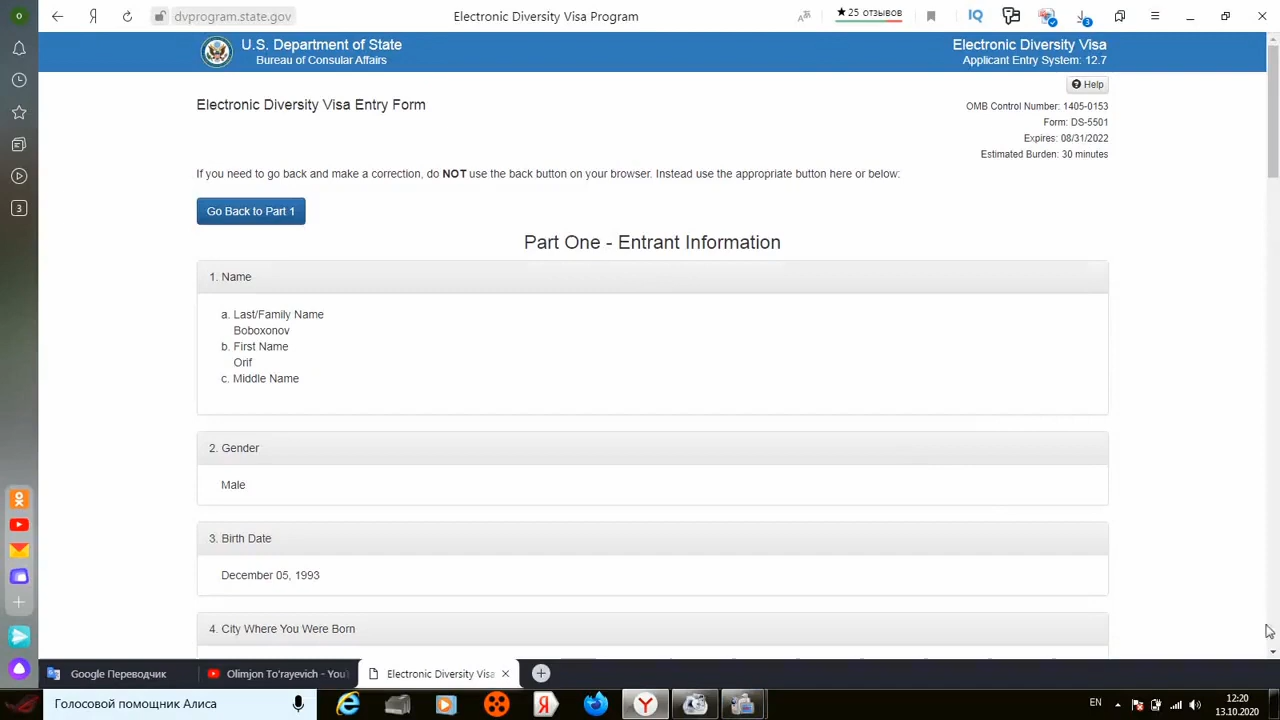 dvprogram.state.gov
Electronic Diversity Visa Program
★25 отзывов
IQ
3
U.S. Department of State
Bureau of Consular Affairs
Electronic Diversity Visa
Applicant Entry System: 12.7
Help
Electronic Diversity Visa Entry Form
OMB Control Number: 1405-0153
Form: DS-5501
Expires: 08/31/2022
Estimated Burden: 30 minutes
If you need to go back and make a correction, do NOT use the back button on your browser. Instead use the appropriate button here or below:
Go Back to Part 1
Part One - Entrant Information
1. Name
a. Last/Family Name
Boboxonov
b. First Name
Orif
c. Middle Name
2. Gender
Male
3. Birth Date
December 05, 1993
4. City Where You Were Born
3
Google Переводчик
Olimjon To'rayevich - You
Electronic Diversity Visa
Голосовой помощник Алиса
EN
12:20
13.10.2020